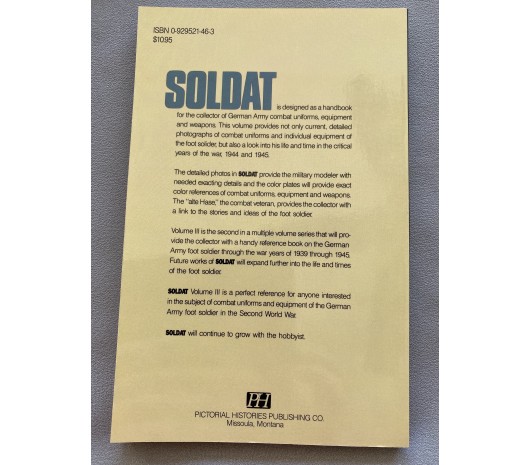 ISBN 0-929521-46-3
$10.95
SOLDAT is designed as a handbook
for the collector of German Army combat uniforms, equipment
and weapons. This volume provides not only current, detailed
photographs of combat uniforms and individual equipment of
the foot solider, but also a look into his life and time in the critical
years of the war, 1944 and 1945.
The detailed photos in SOLDAT provide the military modeler with
needed exacting details and the color plates will provide exact
color references of combat uniforms, equipment and weapons.
The "alte Hase," the combat veteran, provides the collector with
a link to the stories and ideas of the foot soldier.
Volume III is the second in a multiple volume series that will pro-
vide the collector with a handy reference book on the German
Army foot soldier through the war years of 1939 through 1945.
Future works of SOLDAT will expand further into the life and times
of the foot soldier.
SOLDAT Volume III is a perfect reference for anyone interested
in the subject of combat uniforms and equipment of the German
Army foot soldier in the Second World War.
SOLDAT will continue to grow with the hobbyist.
PH
PICTORIAL HISTORIES PUBLISHING CO.
Missoula, Montana